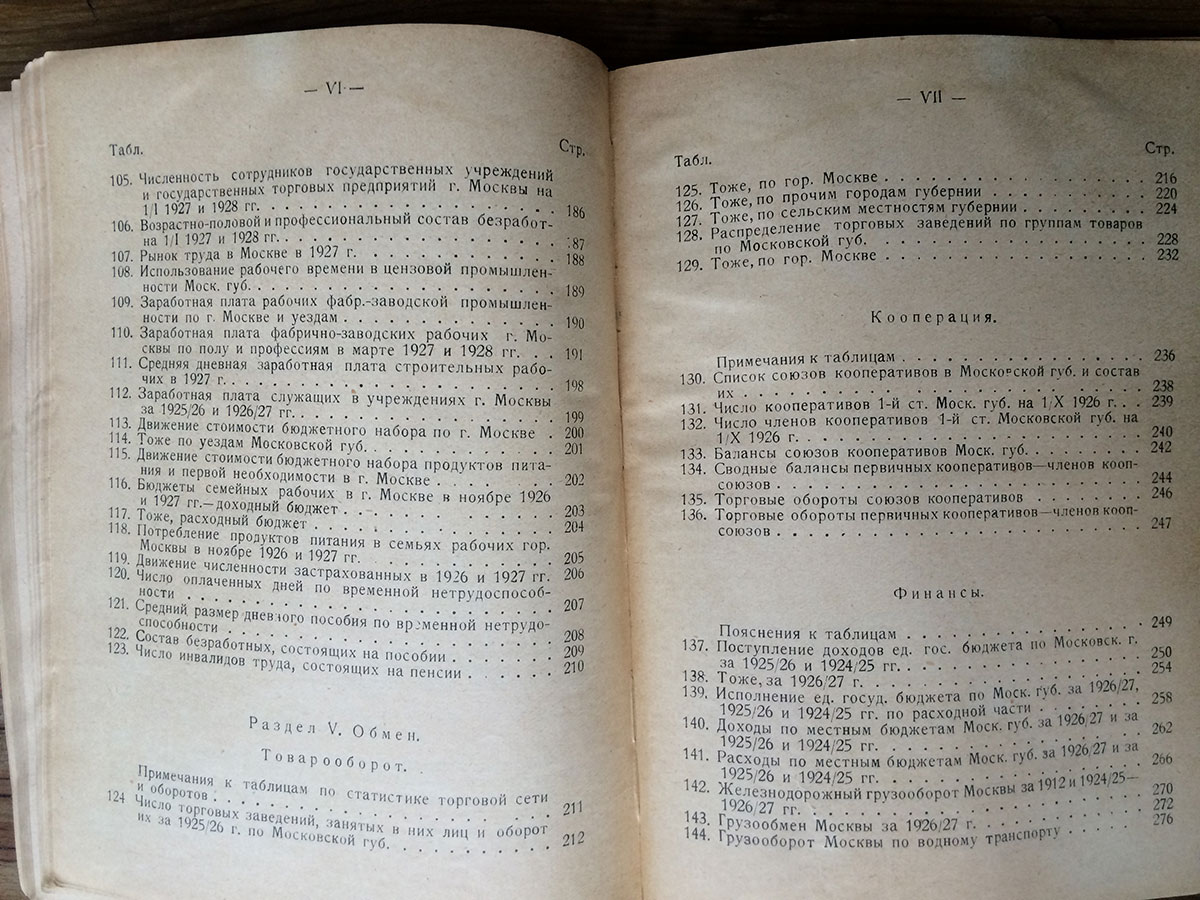 — VI —
Табл. Стр.
105. Численность сотрудников государственных учреждений
и государственных торговых предприятий г. Москвы на
1/I 1927 и 1928 гг. . . . . . . . . . . . . . . . . . 186
106. Возрастно-половой и профессиональный состав безработ-
на 1/I 1927 и 1928 гг. . . . . . . . . . . . . . . . . 187
107. Рынок труда в Москве в 1927 г. . . . . . . . . . . . 188
108. Использование рабочего времени в цензовой промышлен-
ности Моск. губ. . . . . . . . . . . . . . . . . . . . 189
109. Заработная плата рабочих фабр.-заводской промышлен-
ности по г. Москве и уездам . . . . . . . . . . . . . 190
110. Заработная плата фабрично-заводских рабочих г. Мо-
сквы по полу и профессиям в марте 1927 и 1928 гг. . . 191
111. Средняя дневная заработная плата строительных рабо-
чих в 1927 г. . . . . . . . . . . . . . . . . . . . . 198
112. Заработная плата служащих в учреждениях г. Москвы
за 1925/26 и 1926/27 гг. . . . . . . . . . . . . . . . 199
113. Движение стоимости бюджетного набора по г. Москве . 200
114. Тоже по уездам Московской губ. . . . . . . . . . . . 201
115. Движение стоимости бюджетного набора продуктов пита-
ния и первой необходимости в г. Москве . . . . . . . 202
116. Бюджеты семейных рабочих в г. Москве в ноябре 1926
и 1927 гг.—доходный бюджет . . . . . . . . . . . . . 203
117. Тоже, расходный бюджет . . . . . . . . . . . . . . . 204
118. Потребление продуктов питания в семьях рабочих гор.
Москвы в ноябре 1926 и 1927 гг. . . . . . . . . . . . 205
119. Движение численности застрахованных в 1926 и 1927 гг. 206
120. Число оплаченных дней по временной нетрудоспособ-
ности . . . . . . . . . . . . . . . . . . . . . . . . 207
121. Средний размер дневного пособия по временной нетрудо-
способности . . . . . . . . . . . . . . . . . . . . . 208
122. Состав безработных, состоящих на пособии . . . . . . 209
123. Число инвалидов труда, состоящих на пенсии . . . . . 210
Раздел V. Обмен.
Товарооборот.
Примечания к таблицам по статистике торговой сети
и оборотов . . . . . . . . . . . . . . . . . . . . . . 211
124 Число торговых заведений, занятых в них лиц и оборот
их за 1925/26 г. по Московской губ. . . . . . . . . . 212
— VII —
Табл. Стр.
125. Тоже, по гор. Москве . . . . . . . . . . . . . . . . 216
126. Тоже, по прочим городам губернии . . . . . . . . . . 220
127. Тоже, по сельским местностям губернии . . . . . . . . 224
128. Распределение торговых заведений по группам товаров
по Московской губ. . . . . . . . . . . . . . . . . . . 228
129. Тоже, по гор. Москве . . . . . . . . . . . . . . . . 232
Кооперация.
Примечания к таблицам . . . . . . . . . . . . . . . . 236
130. Список союзов кооперативов в Московской губ. и состав
их . . . . . . . . . . . . . . . . . . . . . . . . . . 238
131. Число кооперативов 1-й ст. Моск. губ. на 1/X 1926 г. . . 239
132. Число членов кооперативов 1-й ст. Московской губ. на
1/X 1926 г. . . . . . . . . . . . . . . . . . . . . . 240
133. Балансы союзов кооперативов Моск. губ. . . . . . . . 242
134. Сводные балансы первичных кооперативов—членов кооп-
союзов . . . . . . . . . . . . . . . . . . . . . . . . 244
135. Торговые обороты союзов кооперативов . . . . . . . . 246
136. Торговые обороты первичных кооперативов—членов кооп-
союзов . . . . . . . . . . . . . . . . . . . . . . . . 247
Финансы.
Пояснения к таблицам . . . . . . . . . . . . . . . . . 249
137. Поступление доходов ед. гос. бюджета по Московск. г.
за 1925/26 и 1924/25 гг. . . . . . . . . . . . . . . . 250
138. Тоже, за 1926/27 г. . . . . . . . . . . . . . . . . . 254
139. Исполнение ед. госуд. бюджета по Моск. губ. за 1926/27,
1925/26 и 1924/25 гг. по расходной части . . . . . . . 258
140. Доходы по местным бюджетам Моск. губ. за 1926/27 и за
1925/26 и 1924/25 гг. . . . . . . . . . . . . . . . . 262
141. Расходы по местным бюджетам Моск. губ. за 1926/27 и за
1925/26 и 1924/25 гг. . . . . . . . . . . . . . . . . 266
142. Железнодорожный грузооборот Москвы за 1912 и 1924/25—
1926/27 гг. . . . . . . . . . . . . . . . . . . . . . 270
143. Грузообмен Москвы за 1926/27 г. . . . . . . . . . . . 272
144. Грузооборот Москвы по водному транспорту . . . . . . 276